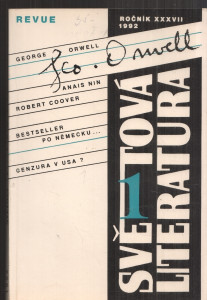 REVUE
ROČNÍK XXXVII
1992
GEORGE ORWELL
Geo. Orwell
ANAIS NIN
ROBERT COOVER
BESTSELLER
PO NĚMECKU...
CENZURA V USA ?
1
SVĚTOVÁ
LITERATURA